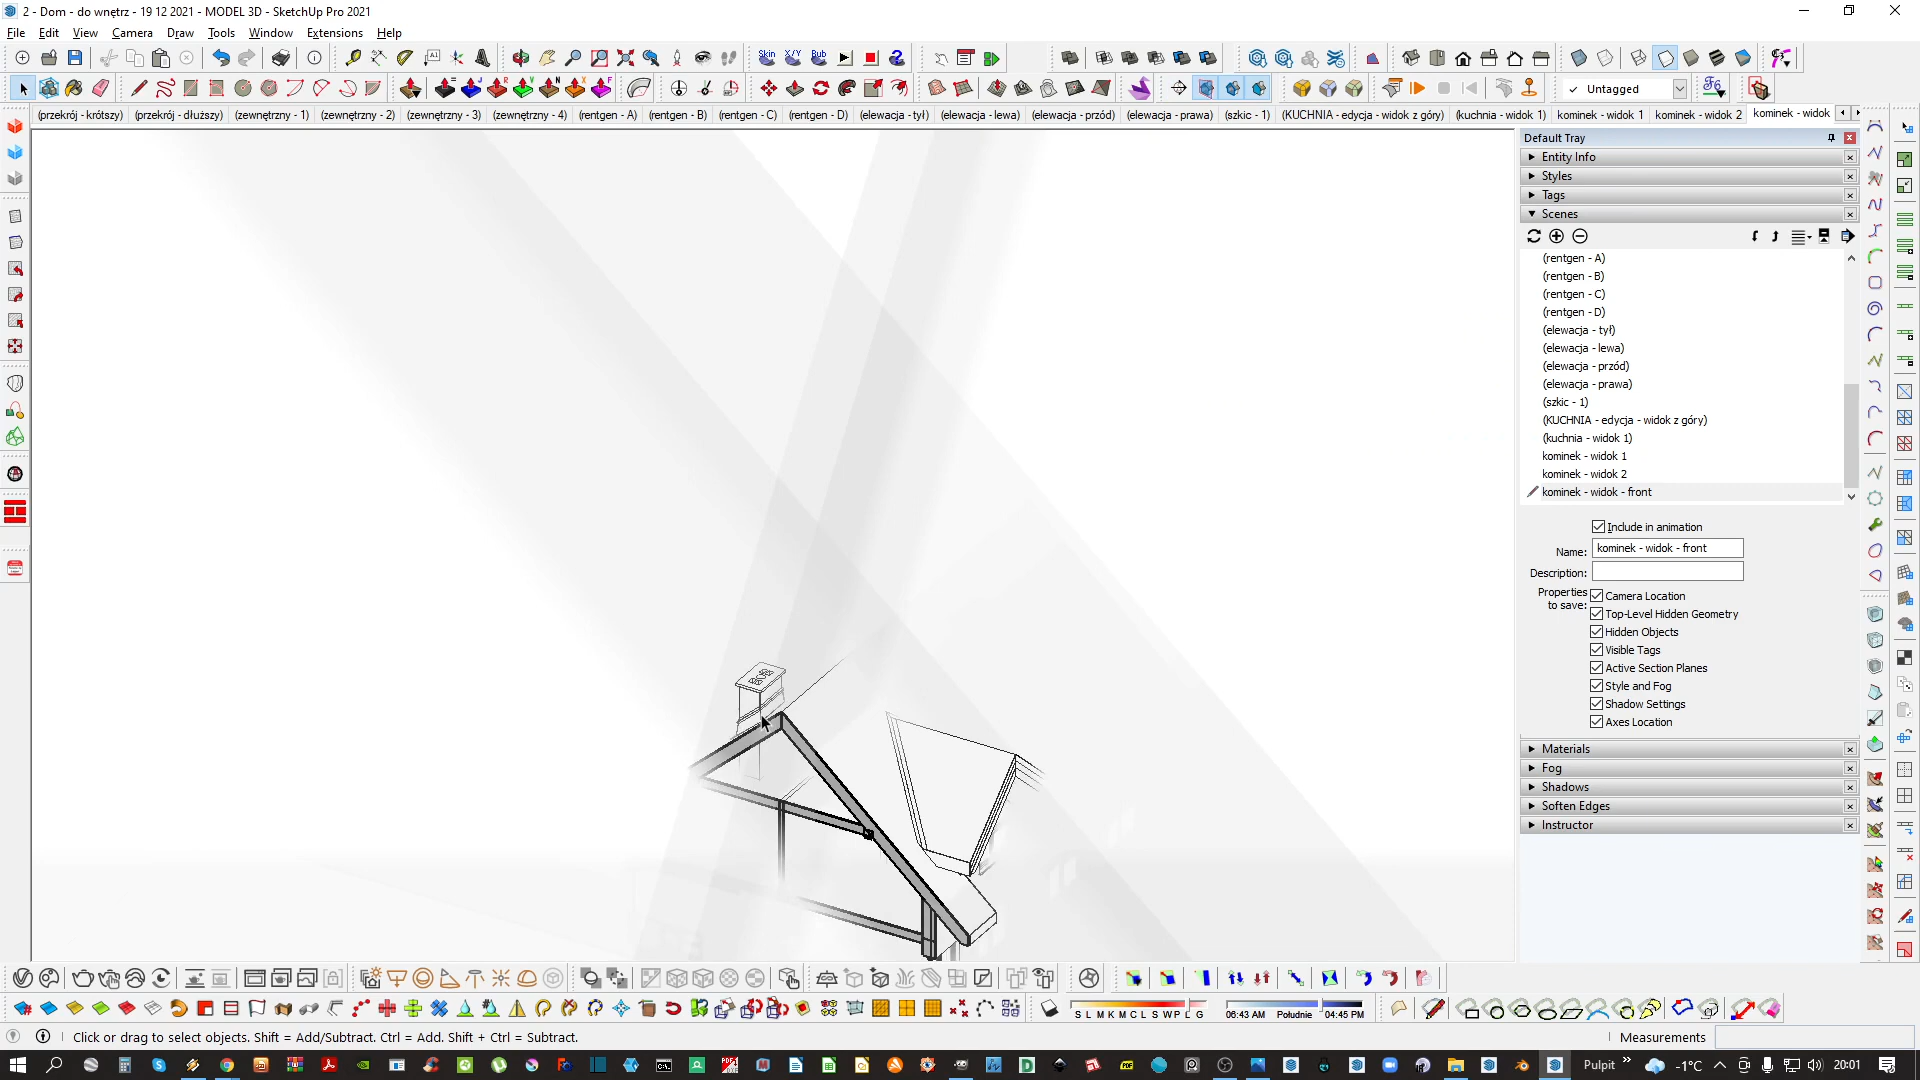 2 - Dom - do wnętrz - 19 12 2021 - MODEL 3D - SketchUp Pro 2021
File Edit View Camera Draw Tools Window Extensions Help
Skin X/Y Bub
Untagged
(przekrój - krótszy) (przekrój - dłuższy) (zewnętrzny - 1) (zewnętrzny - 2) (zewnętrzny - 3) (zewnętrzny - 4) (rentgen - A) (rentgen - B) (rentgen - C) (rentgen - D) (elewacja - tył) (elewacja - lewa) (elewacja - przód) (elewacja - prawa) (szkic - 1) (KUCHNIA - edycja - widok z góry) (kuchnia - widok 1) kominek - widok 1 kominek - widok 2 kominek - widok
Default Tray
Entity Info
Styles
Tags
Scenes
(rentgen - A)
(rentgen - B)
(rentgen - C)
(rentgen - D)
(elewacja - tył)
(elewacja - lewa)
(elewacja - przód)
(elewacja - prawa)
(szkic - 1)
(KUCHNIA - edycja - widok z góry)
(kuchnia - widok 1)
kominek - widok 1
kominek - widok 2
kominek - widok - front
Include in animation
Name: kominek - widok - front
Description:
Properties to save:
Camera Location
Top-Level Hidden Geometry
Hidden Objects
Visible Tags
Active Section Planes
Style and Fog
Shadow Settings
Axes Location
Materials
Fog
Shadows
Soften Edges
Instructor
S L M K M C L S W P L G 06:43 AM Południe 04:45 PM
Click or drag to select objects. Shift = Add/Subtract. Ctrl = Add. Shift + Ctrl = Subtract.
Measurements
Pulpit -1°C 20:01